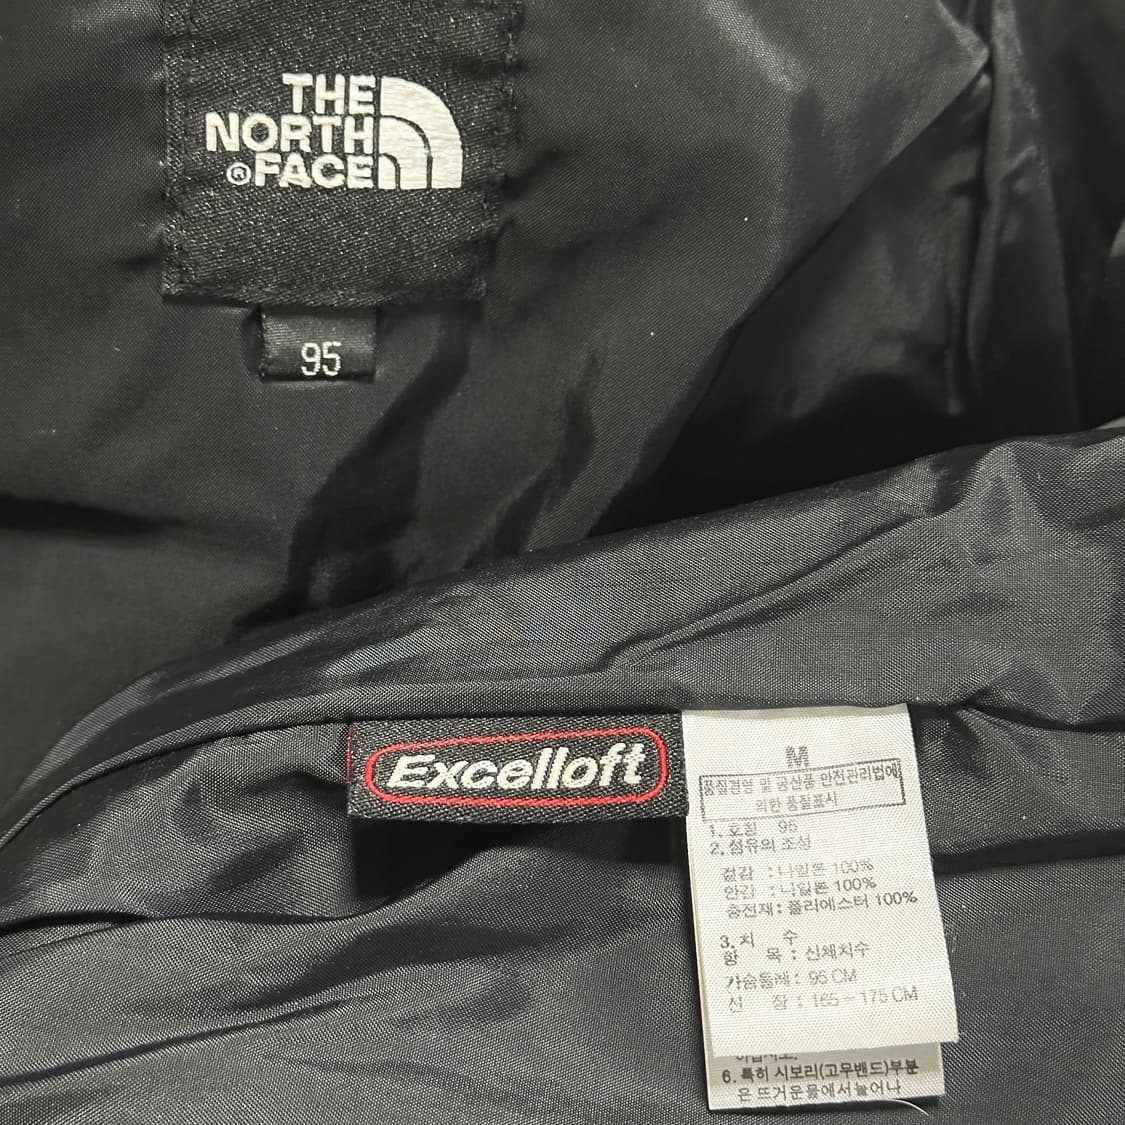 THE
NORTH
®FACE
95
Excelloft
M
품질경영 및 공산품 안전관리법에
의한 품질표시
1. 호칭 95
2. 섬유의 조성
겉감 : 나일론 100%
안감 : 나일론 100%
충전재 : 폴리에스터 100%
3. 치 수
항 목 : 신체치수
가슴둘레 : 95 CM
신 장 : 165 - 175 CM
마십시오.
6. 특히 시보리(고무밴드)부분
은 뜨거운물에서늘어나